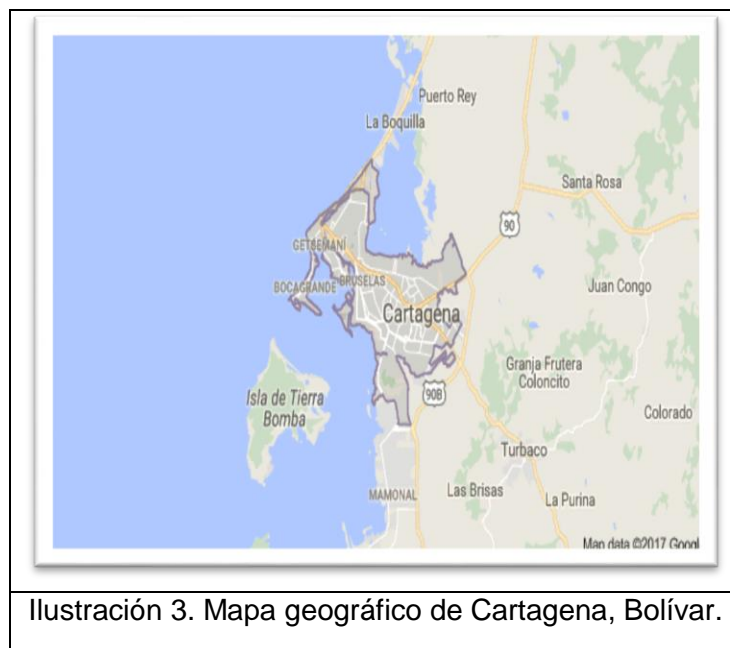 Puerto Rey
La Boquilla
Santa Rosa
90
GETSEMANÍ
BOCAGRANDE
BRUSELAS
Juan Congo
Cartagena
Granja Frutera
Coloncito
Isla de Tierra
Bomba
90B
Colorado
Turbaco
MAMONAL
Las Brisas
La Purina
Map data ©2017 Googl
Ilustración 3. Mapa geográfico de Cartagena, Bolívar.